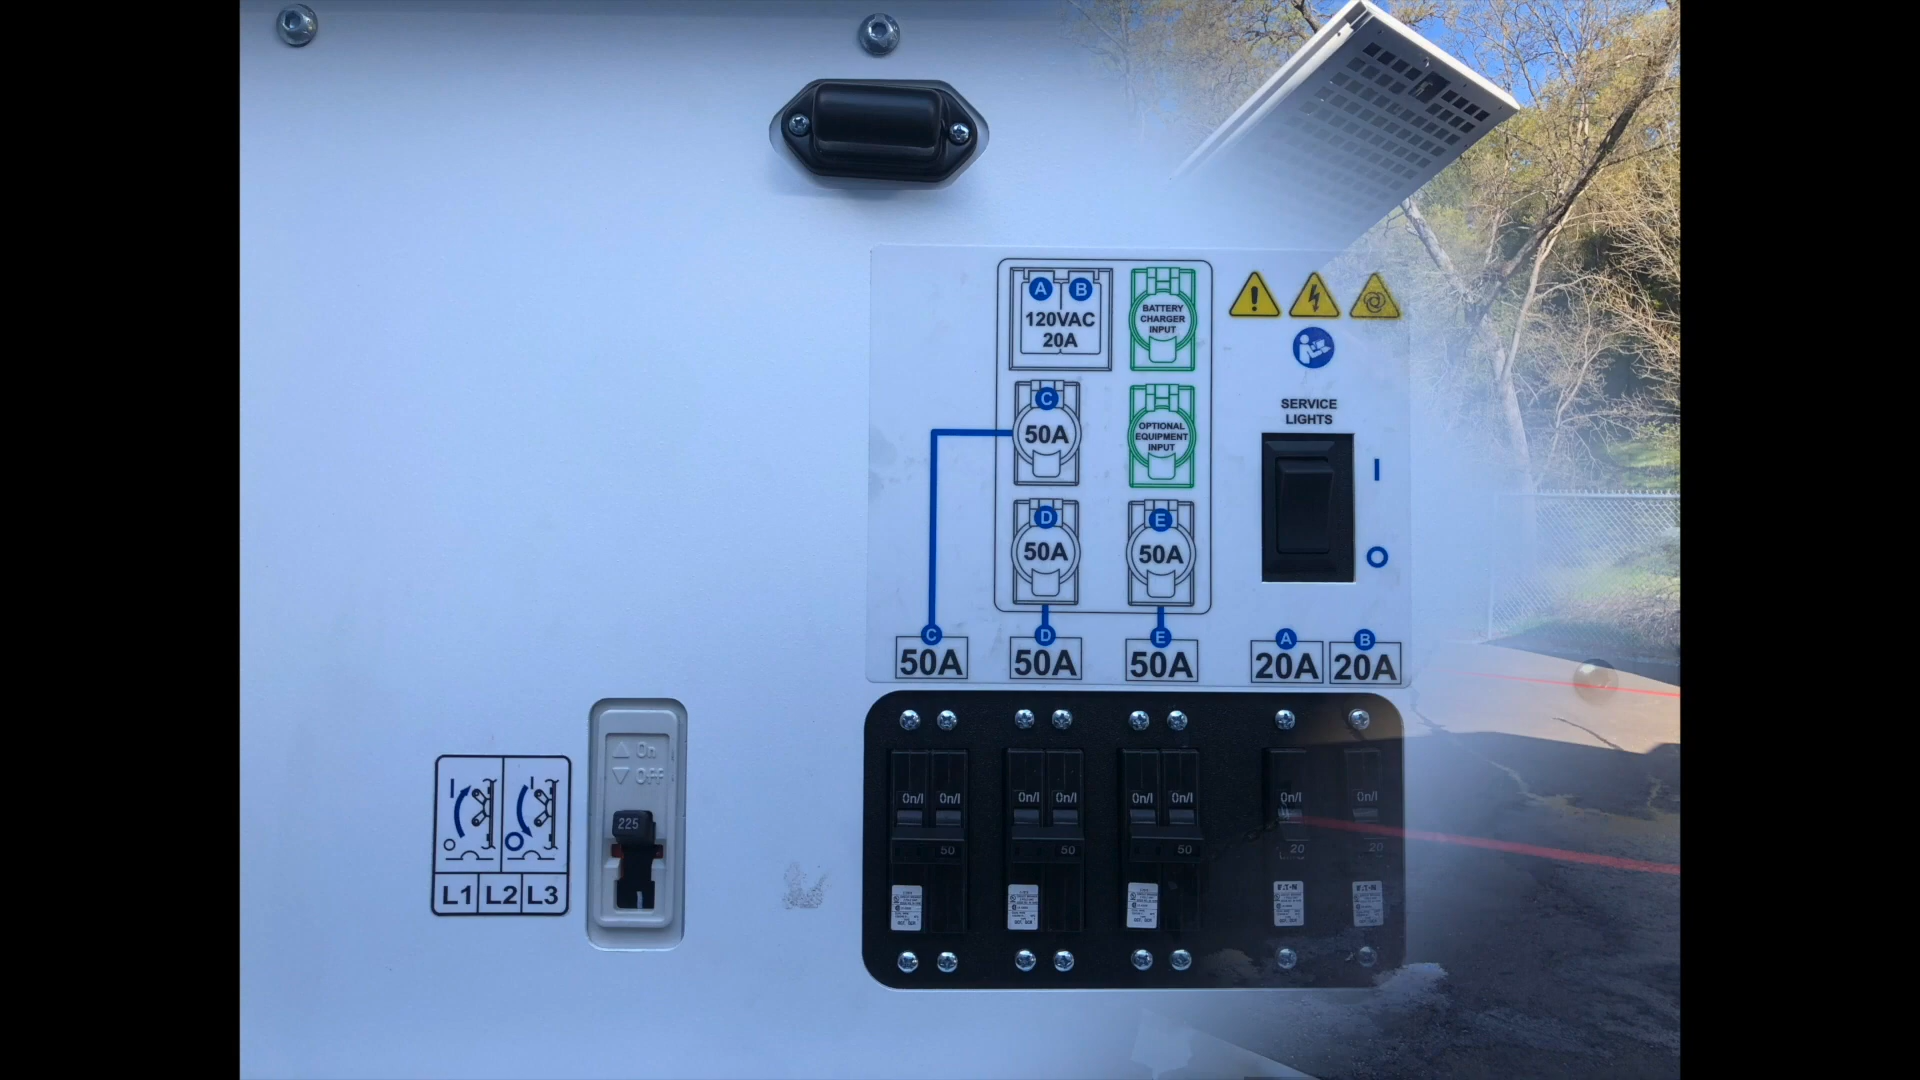 A B
120VAC
20A
BATTERY
CHARGER
INPUT
C
50A
OPTIONAL
EQUIPMENT
INPUT
SERVICE
LIGHTS
I
O
D
50A
E
50A
C
50A
D
50A
E
50A
A
20A
B
20A
On
Off
225
L1 L2 L3
On/I On/I On/I On/I On/I On/I On/I On/I
50 50 50 20 20